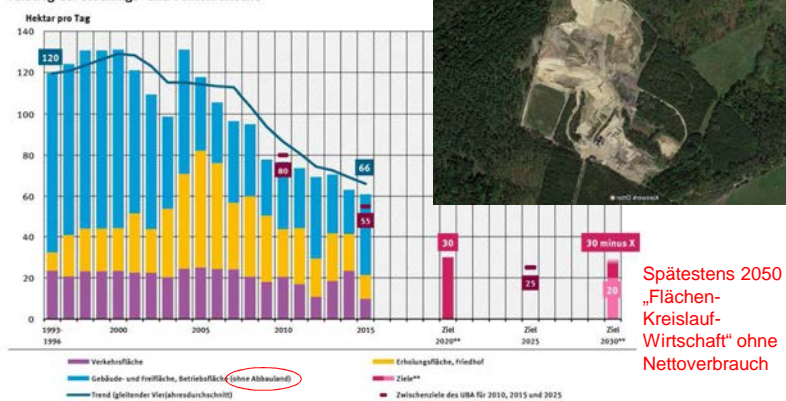 Hektar pro Tag
140
120
100
80
60
40
20
0
120
80
66
55
30
25
30 minus X
20
1993-
1994
2000
2005
2010
2015
Ziel
2020**
Ziel
2025
Ziel
2030**
Spätestens 2050
„Flächen-
Kreislauf-
Wirtschaft“ ohne
Nettoverbrauch
Verkehrsfläche
Erholungsfläche, Friedhof
Gebäude- und Freifläche, Betriebsfläche (ohne Abbauland)
Ziele**
Trend (gleitender Vierjahresdurchschnitt)
Zwischenziele des UBA für 2010, 2015 und 2025